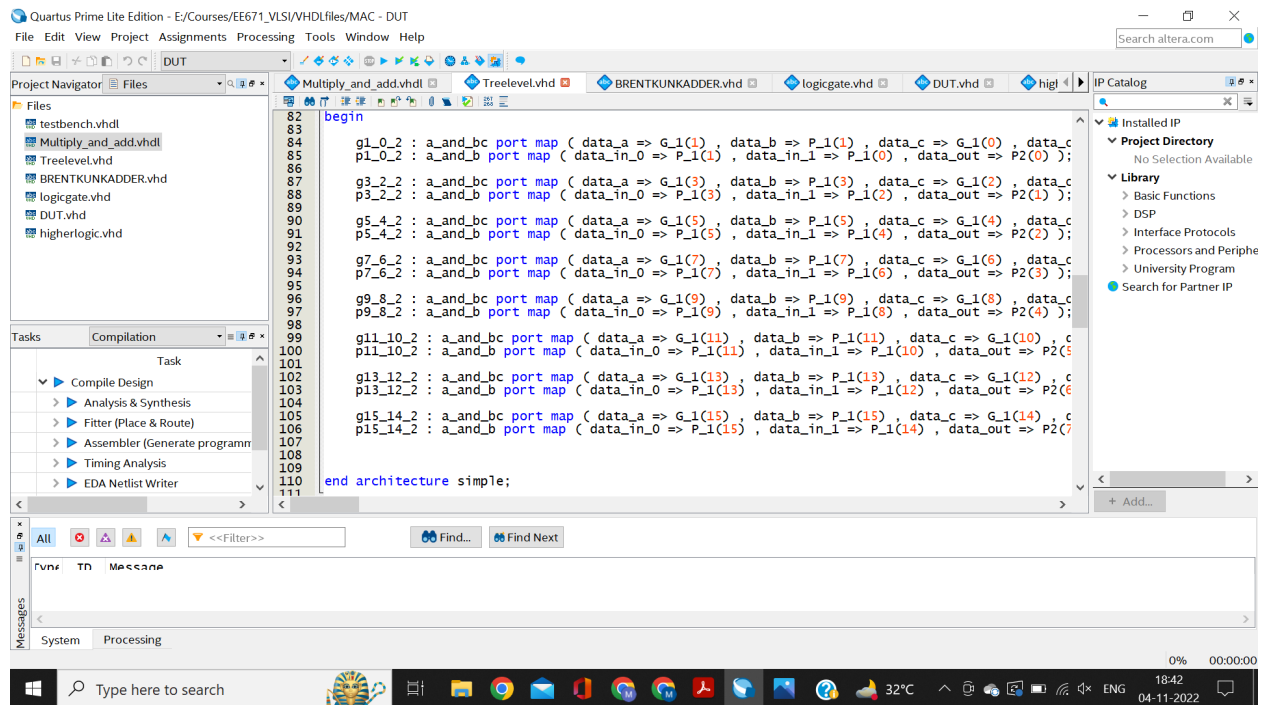 Quartus Prime Lite Edition - E:/Courses/EE671_VLSI/VHDLfiles/MAC - DUT
File Edit View Project Assignments Processing Tools Window Help
Search altera.com
DUT
Project Navigator Files
Multiply_and_add.vhdl Treelevel.vhd BRENTKUNKADDER.vhd logicgate.vhd DUT.vhd higl
IP Catalog
Files
testbench.vhdl
Multiply_and_add.vhdl
Treelevel.vhd
BRENTKUNKADDER.vhd
logicgate.vhd
DUT.vhd
higherlogic.vhd
Tasks Compilation
Task
Compile Design
Analysis & Synthesis
Fitter (Place & Route)
Assembler (Generate programm
Timing Analysis
EDA Netlist Writer
82 begin
83
84 g1_0_2 : a_and_bc port map ( data_a => G_1(1) , data_b => P_1(1) , data_c => G_1(0) , data_c
85 p1_0_2 : a_and_b port map ( data_in_0 => P_1(1) , data_in_1 => P_1(0) , data_out => P2(0) );
86
87 g3_2_2 : a_and_bc port map ( data_a => G_1(3) , data_b => P_1(3) , data_c => G_1(2) , data_c
88 p3_2_2 : a_and_b port map ( data_in_0 => P_1(3) , data_in_1 => P_1(2) , data_out => P2(1) );
89
90 g5_4_2 : a_and_bc port map ( data_a => G_1(5) , data_b => P_1(5) , data_c => G_1(4) , data_c
91 p5_4_2 : a_and_b port map ( data_in_0 => P_1(5) , data_in_1 => P_1(4) , data_out => P2(2) );
92
93 g7_6_2 : a_and_bc port map ( data_a => G_1(7) , data_b => P_1(7) , data_c => G_1(6) , data_c
94 p7_6_2 : a_and_b port map ( data_in_0 => P_1(7) , data_in_1 => P_1(6) , data_out => P2(3) );
95
96 g9_8_2 : a_and_bc port map ( data_a => G_1(9) , data_b => P_1(9) , data_c => G_1(8) , data_c
97 p9_8_2 : a_and_b port map ( data_in_0 => P_1(9) , data_in_1 => P_1(8) , data_out => P2(4) );
98
99 g11_10_2 : a_and_bc port map ( data_a => G_1(11) , data_b => P_1(11) , data_c => G_1(10) , d
100 p11_10_2 : a_and_b port map ( data_in_0 => P_1(11) , data_in_1 => P_1(10) , data_out => P2(5
101
102 g13_12_2 : a_and_bc port map ( data_a => G_1(13) , data_b => P_1(13) , data_c => G_1(12) , d
103 p13_12_2 : a_and_b port map ( data_in_0 => P_1(13) , data_in_1 => P_1(12) , data_out => P2(6
104
105 g15_14_2 : a_and_bc port map ( data_a => G_1(15) , data_b => P_1(15) , data_c => G_1(14) , d
106 p15_14_2 : a_and_b port map ( data_in_0 => P_1(15) , data_in_1 => P_1(14) , data_out => P2(7
107
108
109
110 end architecture simple;
111
Installed IP
Project Directory
No Selection Available
Library
Basic Functions
DSP
Interface Protocols
Processors and Periphe
University Program
Search for Partner IP
+ Add...
All <<Filter>> Find... Find Next
Type ID Message
Messages
System Processing
0% 00:00:00
Type here to search
32°C ENG 18:42
04-11-2022